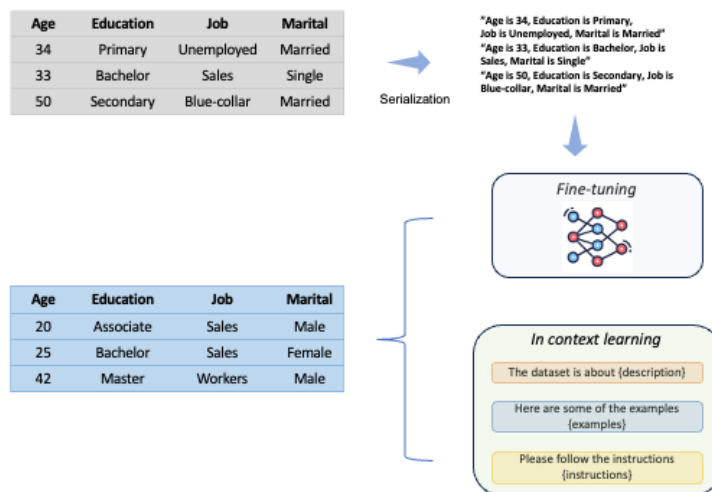 Age Education Job Marital
34 Primary Unemployed Married
33 Bachelor Sales Single
50 Secondary Blue-collar Married
Serialization
"Age is 34, Education is Primary,
Job is Unemployed, Marital is Married"
"Age is 33, Education is Bachelor, Job is
Sales, Marital is Single"
"Age is 50, Education is Secondary, Job is
Blue-collar, Marital is Married"
Fine-tuning
Age Education Job Marital
20 Associate Sales Male
25 Bachelor Sales Female
42 Master Workers Male
In context learning
The dataset is about {description}
Here are some of the examples
{examples}
Please follow the instructions
{instructions}